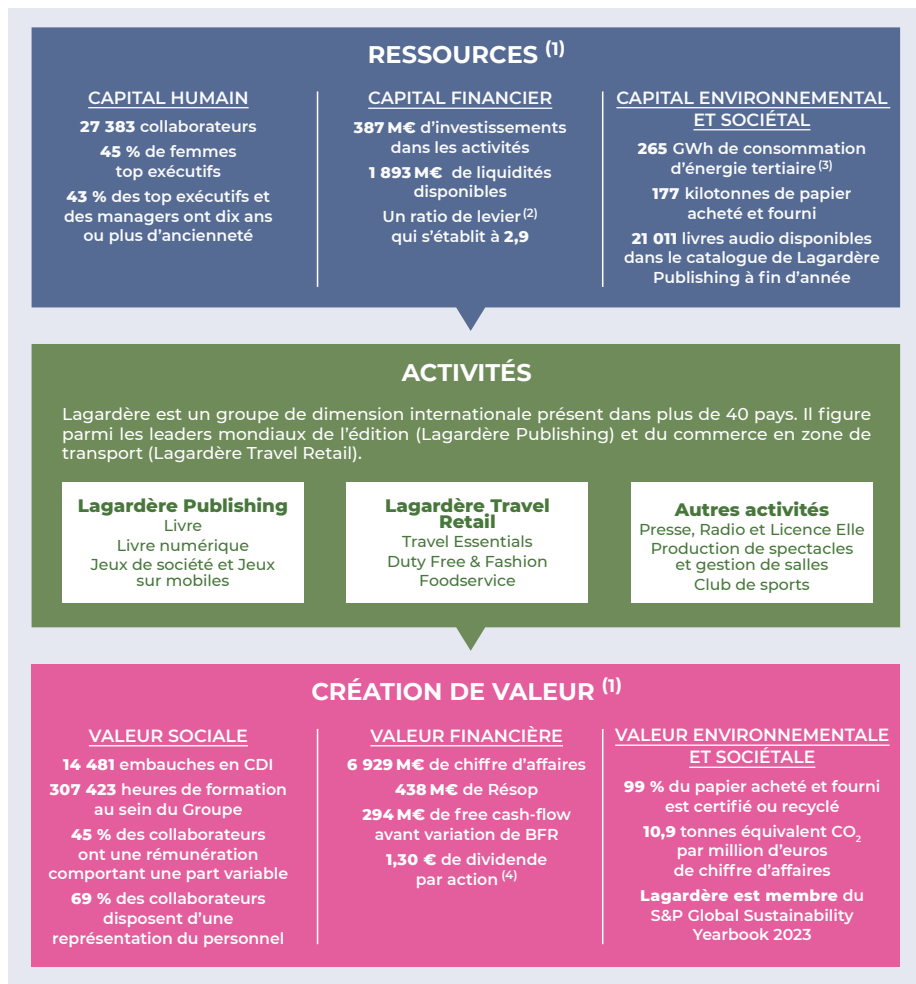 RESSOURCES (1)
CAPITAL HUMAIN
27 383 collaborateurs
45 % de femmes
top exécutifs
43 % des top exécutifs et
des managers ont dix ans
ou plus d’ancienneté
CAPITAL FINANCIER
387 M€ d’investissements
dans les activités
1 893 M€ de liquidités
disponibles
Un ratio de levier (2)
qui s’établit à 2,9
CAPITAL ENVIRONNEMENTAL
ET SOCIÉTAL
265 GWh de consommation
d’énergie tertiaire (3)
177 kilotonnes de papier
acheté et fourni
21 011 livres audio disponibles
dans le catalogue de Lagardère
Publishing à fin d’année
ACTIVITÉS
Lagardère est un groupe de dimension internationale présent dans plus de 40 pays. Il figure
parmi les leaders mondiaux de l’édition (Lagardère Publishing) et du commerce en zone de
transport (Lagardère Travel Retail).
Lagardère Publishing
Livre
Livre numérique
Jeux de société et Jeux
sur mobiles
Lagardère Travel
Retail
Travel Essentials
Duty Free & Fashion
Foodservice
Autres activités
Presse, Radio et Licence Elle
Production de spectacles
et gestion de salles
Club de sports
CRÉATION DE VALEUR (1)
VALEUR SOCIALE
14 481 embauches en CDI
307 423 heures de formation
au sein du Groupe
45 % des collaborateurs
ont une rémunération
comportant une part variable
69 % des collaborateurs
disposent d’une
représentation du personnel
VALEUR FINANCIÈRE
6 929 M€ de chiffre d’affaires
438 M€ de Résop
294 M€ de free cash-flow
avant variation de BFR
1,30 € de dividende
par action (4)
VALEUR ENVIRONNEMENTALE
ET SOCIÉTALE
99 % du papier acheté et fourni
est certifié ou recyclé
10,9 tonnes équivalent CO2
par million d’euros
de chiffre d’affaires
Lagardère est membre du
S&P Global Sustainability
Yearbook 2023